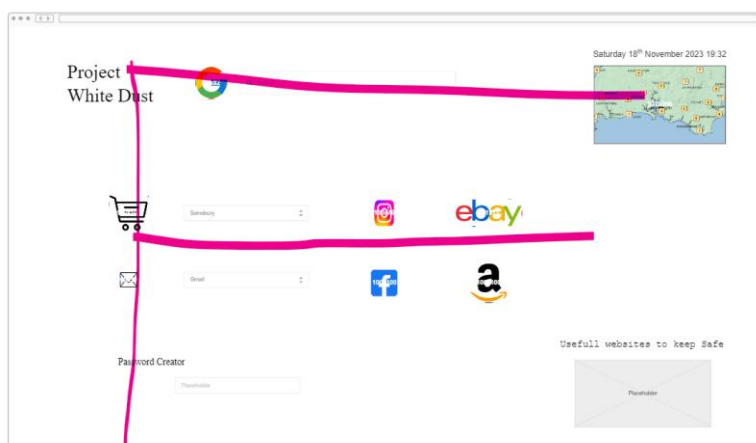 Saturday 18th November 2023 19:32
Project
White Dust
Sainsbury
ebay
Gmail
Usefull websites to keep Safe
Password Creator
Placeholder
Placeholder